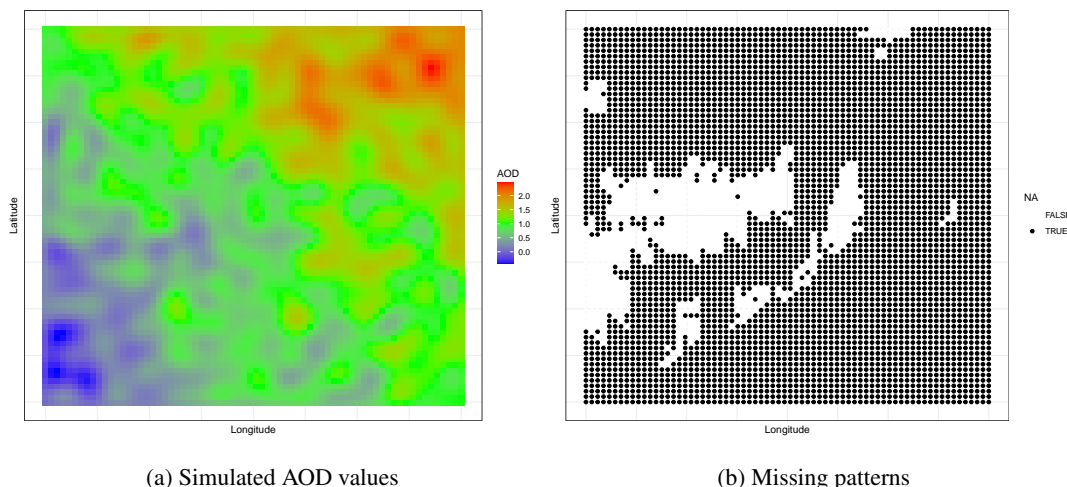 Latitude
AOD
2.0
1.5
1.0
0.5
0.0
Longitude
(a) Simulated AOD values
Latitude
NA
FALSE
TRUE
Longitude
(b) Missing patterns